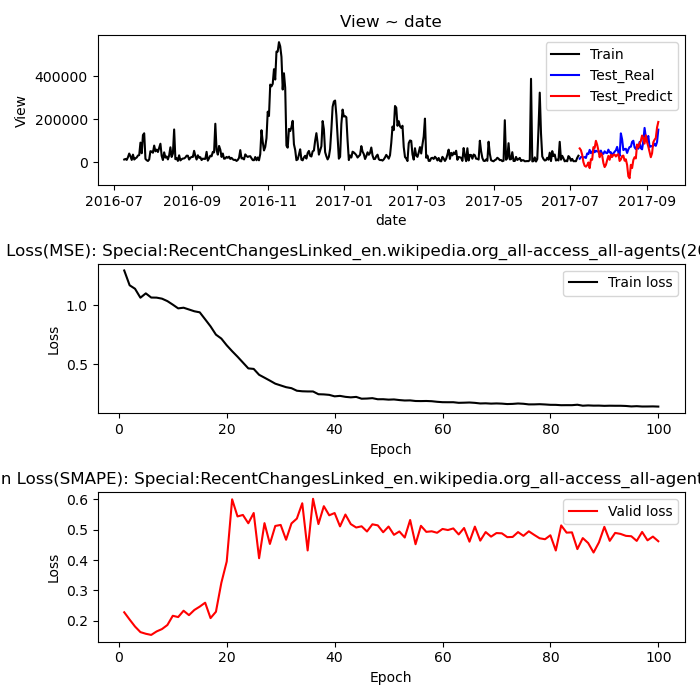 View ~ date
400000
200000
0
View
Train
Test_Real
Test_Predict
2016-07 2016-09 2016-11 2017-01 2017-03 2017-05 2017-07 2017-09
date
Loss(MSE): Special:RecentChangesLinked_en.wikipedia.org_all-access_all-agents(20
1.0
0.5
Loss
Train loss
0 20 40 60 80 100
Epoch
n Loss(SMAPE): Special:RecentChangesLinked_en.wikipedia.org_all-access_all-agent
0.6
0.5
0.4
0.3
0.2
Loss
Valid loss
0 20 40 60 80 100
Epoch